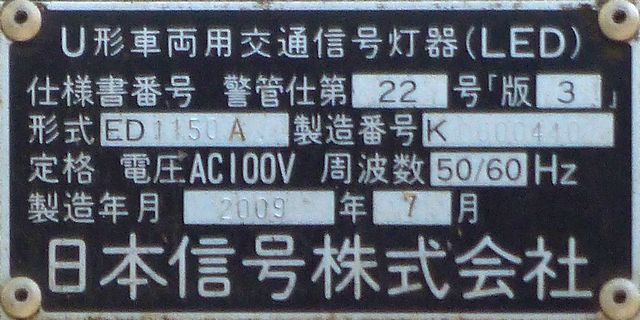 U形車両用交通信号灯器(LED)
仕様書番号 警管仕第 22 号「版 3 」
形式 ED1150A 製造番号 K
定格 電圧AC100V 周波数 50/60 Hz
製造年月 2009 年 7 月
日本信号株式会社